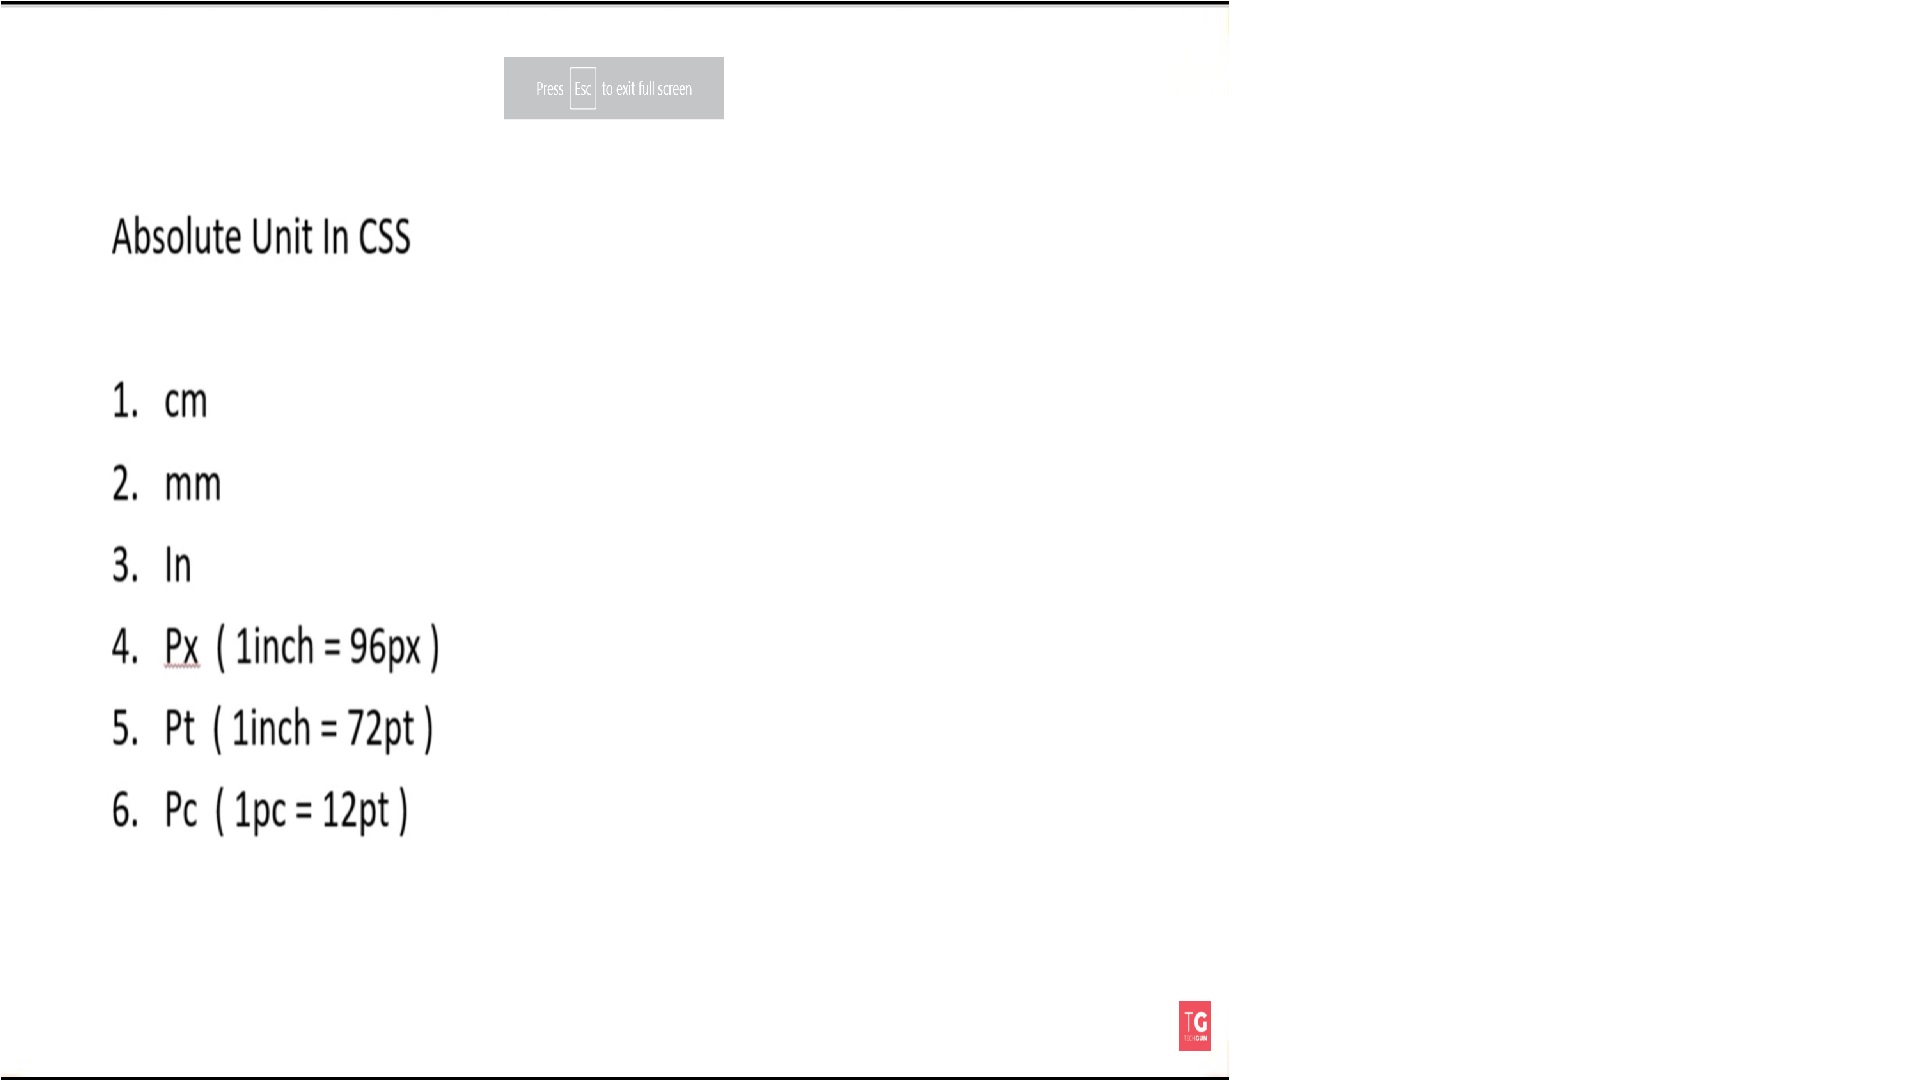 Press Esc to exit full screen
Absolute Unit In CSS
1. cm
2. mm
3. In
4. Px ( 1inch = 96px )
5. Pt ( 1inch = 72pt )
6. Pc ( 1pc = 12pt )
TG
TECHGUN